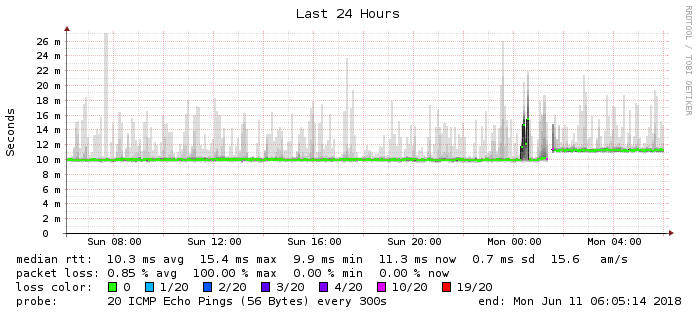 Last 24 Hours
RRDTOOL / TOBI OETIKER
Seconds
26 m
24 m
22 m
20 m
18 m
16 m
14 m
12 m
10 m
8 m
6 m
4 m
2 m
0
Sun 08:00 Sun 12:00 Sun 16:00 Sun 20:00 Mon 00:00 Mon 04:00
median rtt: 10.3 ms avg 15.4 ms max 9.9 ms min 11.3 ms now 0.7 ms sd 15.6 am/s
packet loss: 0.85 % avg 100.00 % max 0.00 % min 0.00 % now
loss color: 0 1/20 2/20 3/20 4/20 10/20 19/20
probe: 20 ICMP Echo Pings (56 Bytes) every 300s end: Mon Jun 11 06:05:14 2018